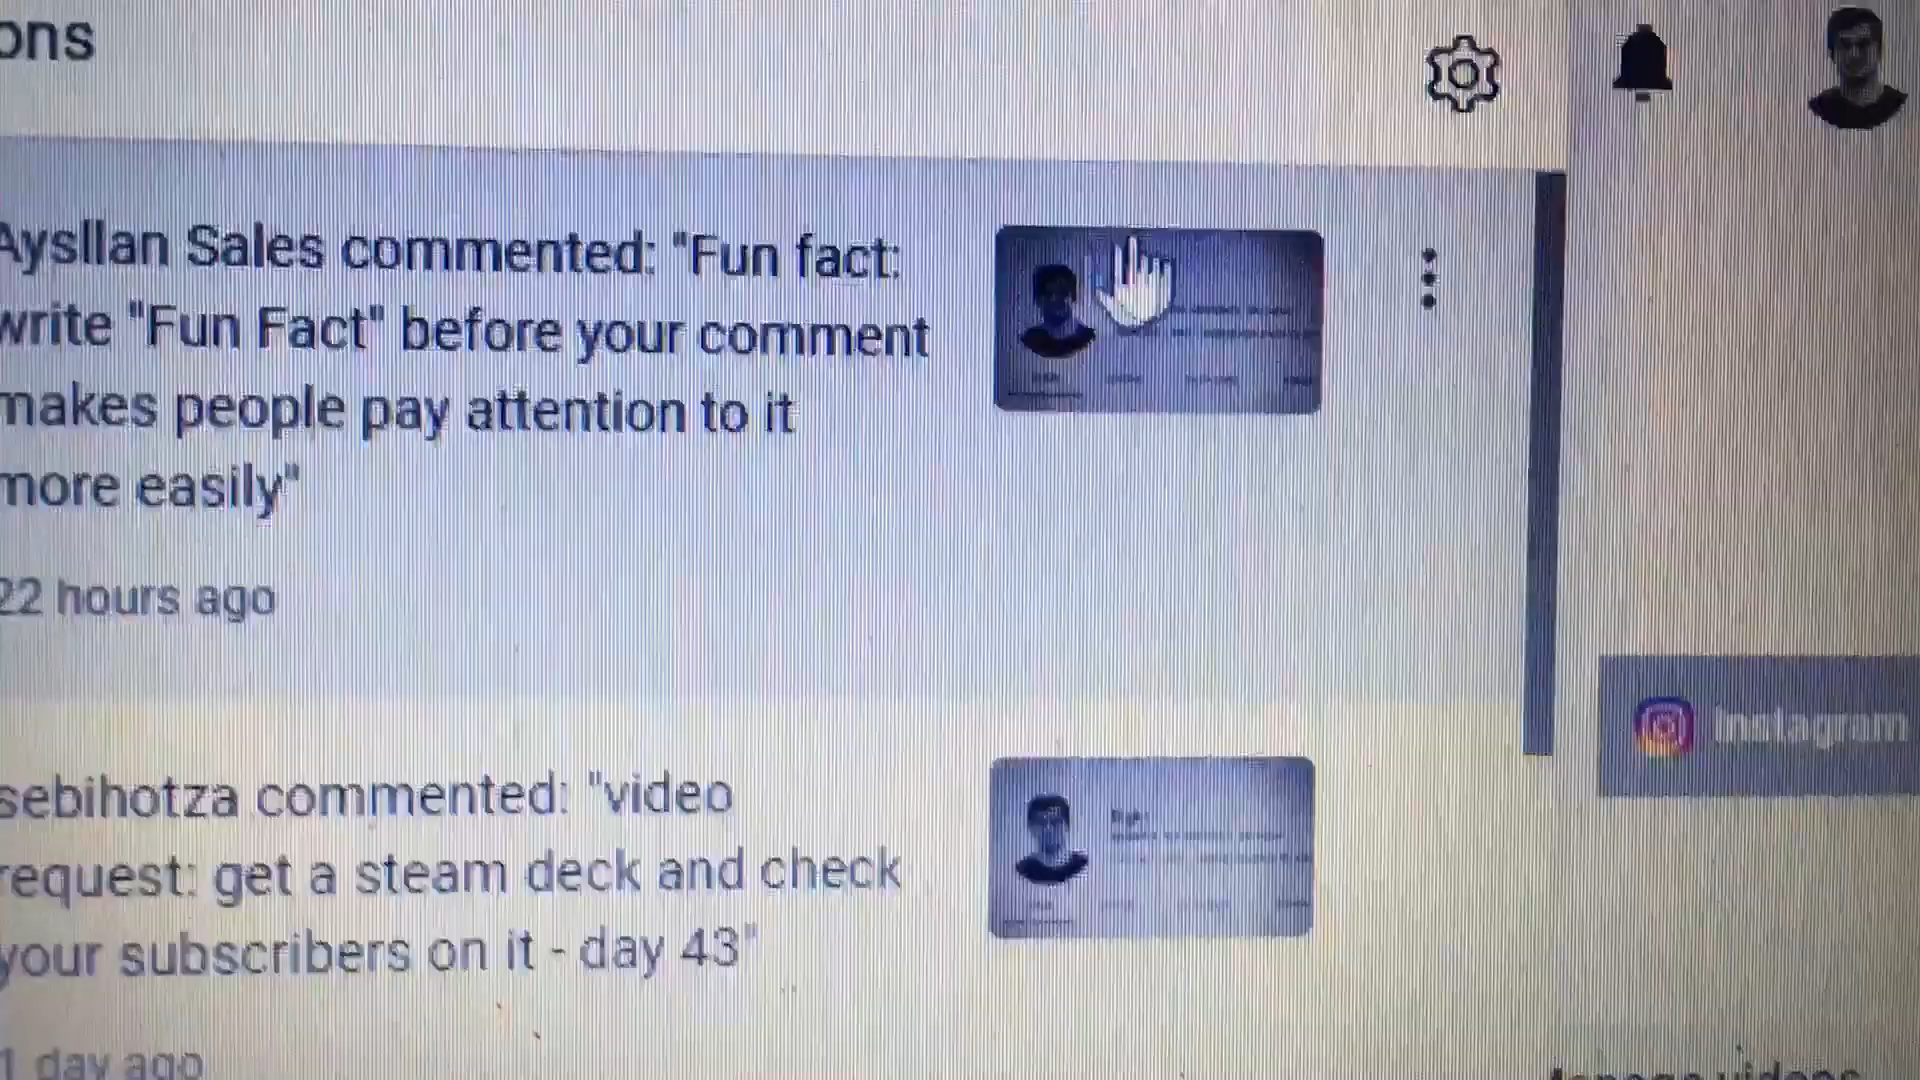 ons
Aysllan Sales commented: "Fun fact:
write "Fun Fact" before your comment
makes people pay attention to it
more easily"
22 hours ago
Instagram
sebihotza commented: "video
request: get a steam deck and check
your subscribers on it - day 43"
1 day ago
videos